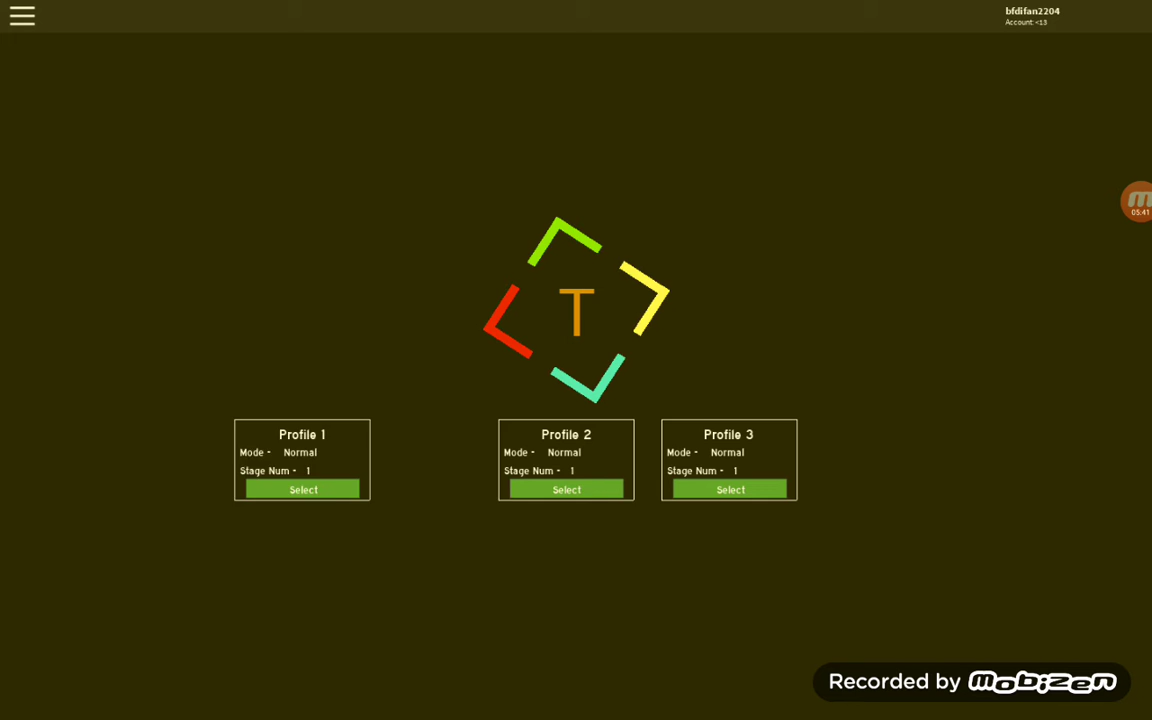 bfdifan2204
Account: <13
05:41
T
Profile 1
Mode - Normal
Stage Num - 1
Select
Profile 2
Mode - Normal
Stage Num - 1
Select
Profile 3
Mode - Normal
Stage Num - 1
Select
Recorded by mobizen